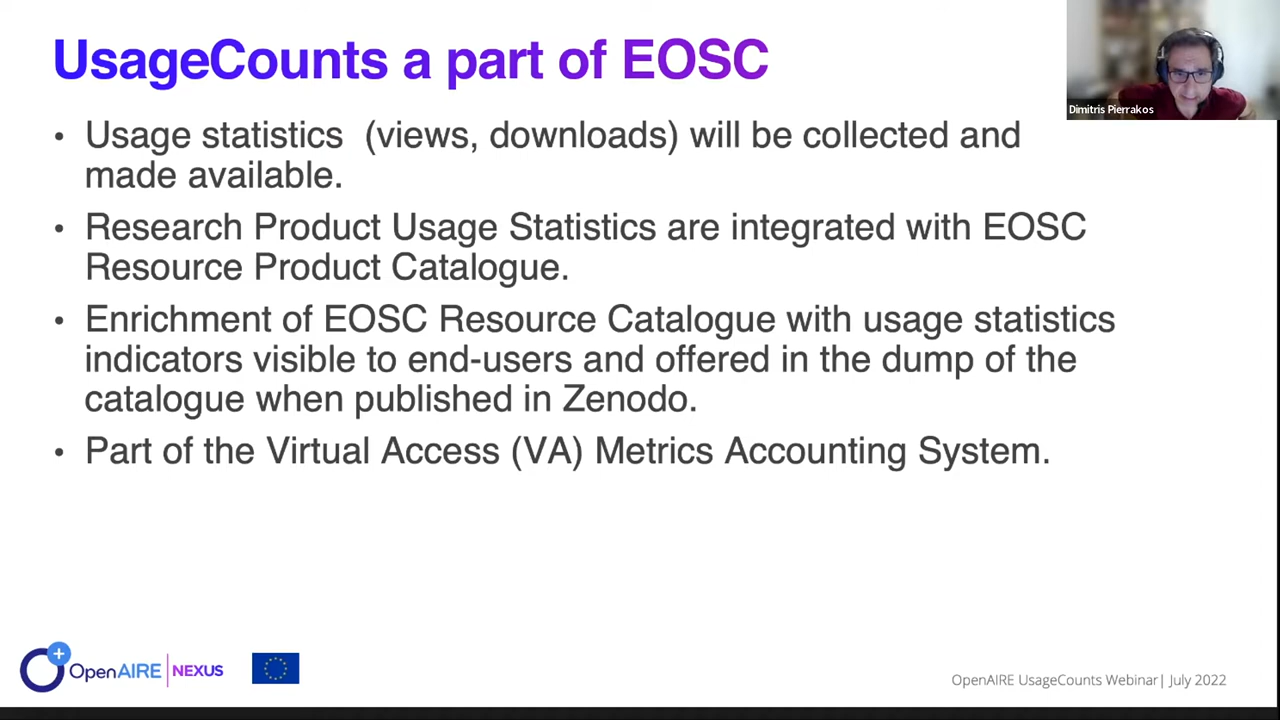 UsageCounts a part of EOSC
Dimitris Pierrakos
• Usage statistics (views, downloads) will be collected and
made available.
• Research Product Usage Statistics are integrated with EOSC
Resource Product Catalogue.
• Enrichment of EOSC Resource Catalogue with usage statistics
indicators visible to end-users and offered in the dump of the
catalogue when published in Zenodo.
• Part of the Virtual Access (VA) Metrics Accounting System.
OpenAIRE | NEXUS
OpenAIRE UsageCounts Webinar| July 2022